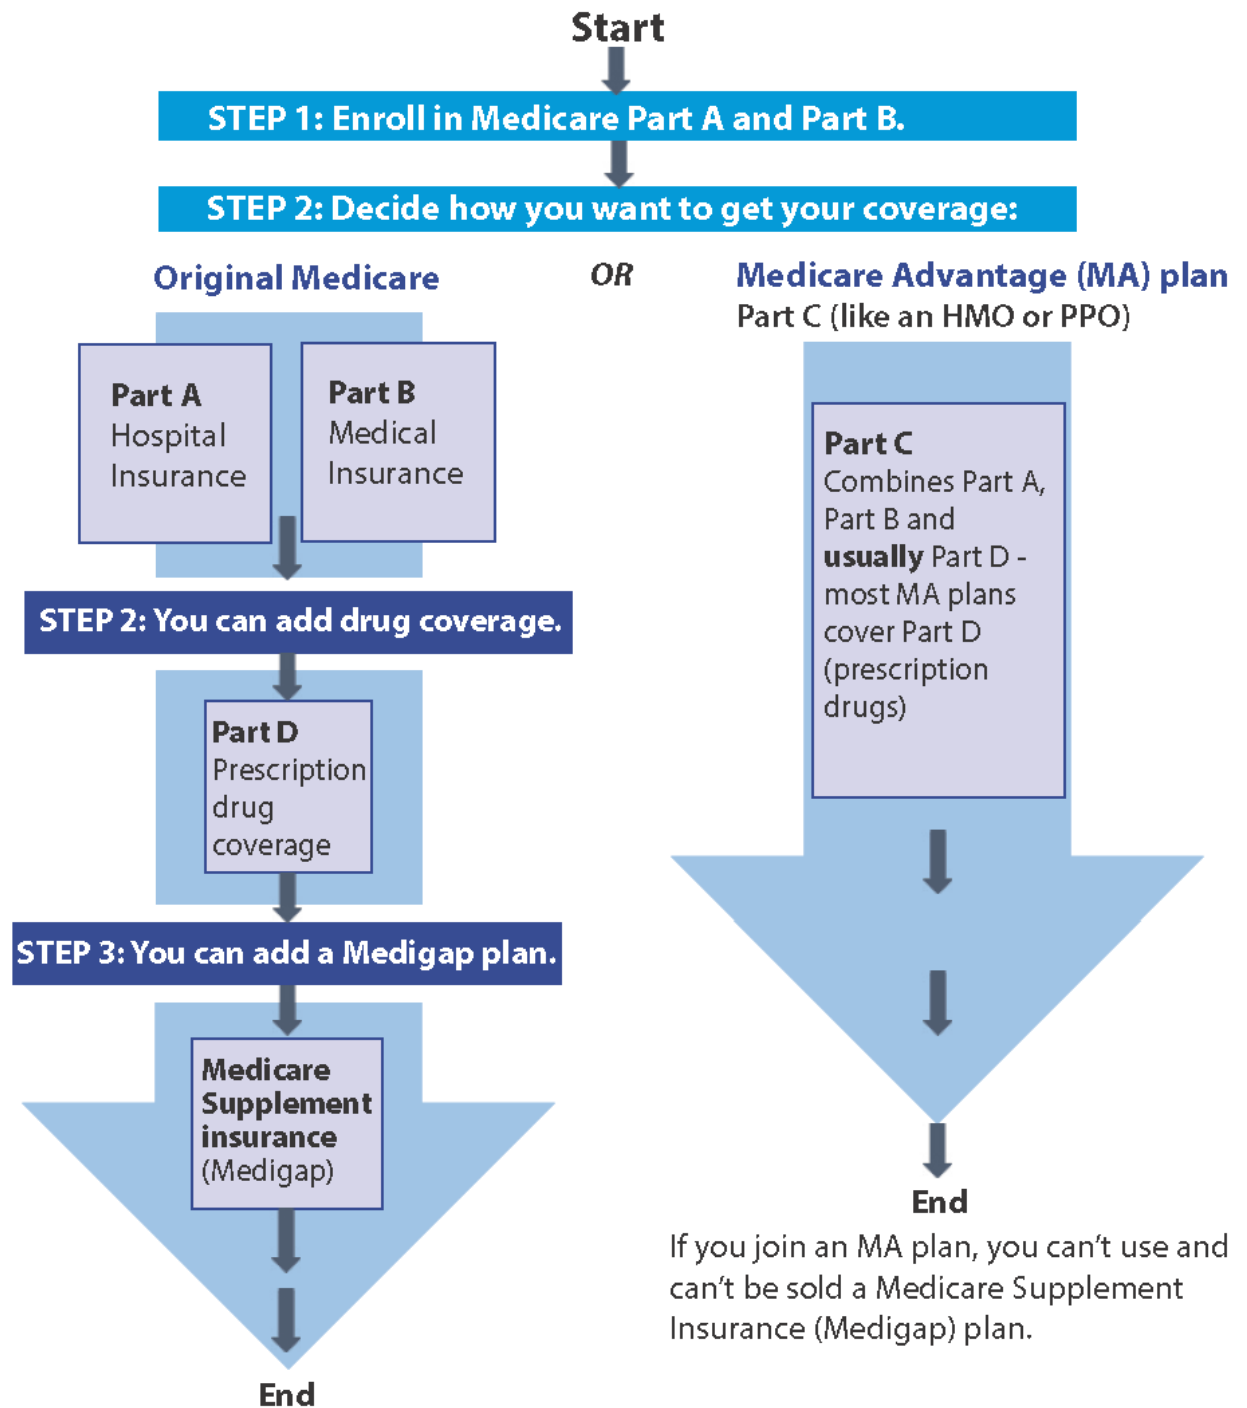 Start
STEP 1: Enroll in Medicare Part A and Part B.
STEP 2: Decide how you want to get your coverage:
Original Medicare
OR
Medicare Advantage (MA) plan
Part C (like an HMO or PPO)
Part A
Hospital
Insurance
Part B
Medical
Insurance
STEP 2: You can add drug coverage.
Part D
Prescription
drug
coverage
STEP 3: You can add a Medigap plan.
Medicare
Supplement
insurance
(Medigap)
End
Part C
Combines Part A,
Part B and
usually Part D -
most MA plans
cover Part D
(prescription
drugs)
End
If you join an MA plan, you can’t use and
can’t be sold a Medicare Supplement
Insurance (Medigap) plan.